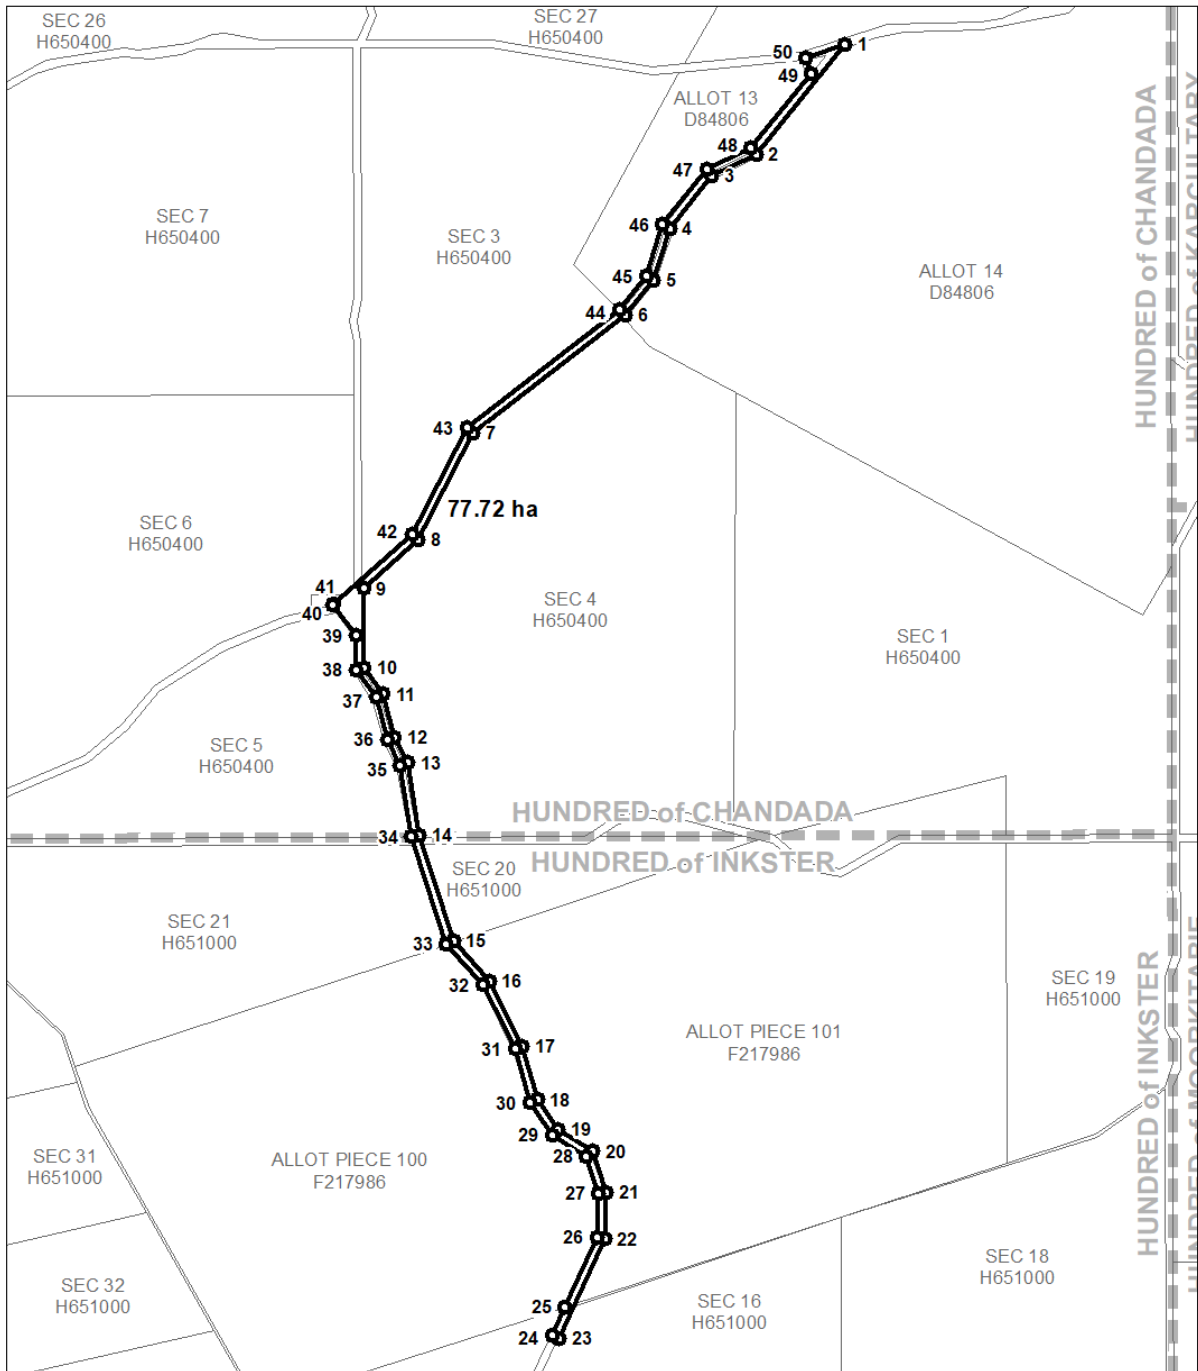 SEC 26
H650400
SEC 27
H650400
1
50
49
ALLOT 13
D84806
48
2
47
3
46
4
45
5
44
6
SEC 7
H650400
SEC 3
H650400
ALLOT 14
D84806
HUNDRED of CHANDADA
HUNDRED of KARCULTABY
43
7
77.72 ha
42
8
SEC 6
H650400
41
9
40
39
SEC 4
H650400
SEC 1
H650400
38
10
37
11
36
12
35
13
SEC 5
H650400
HUNDRED of CHANDADA
34
14
HUNDRED of INKSTER
SEC 20
H651000
SEC 21
H651000
33
15
32
16
SEC 19
H651000
ALLOT PIECE 101
F217986
31
17
30
18
29
19
28
20
27
21
26
22
HUNDRED of INKSTER
HUNDRED of MOORKITABIE
SEC 31
H651000
ALLOT PIECE 100
F217986
SEC 32
H651000
SEC 18
H651000
25
SEC 16
H651000
24
23